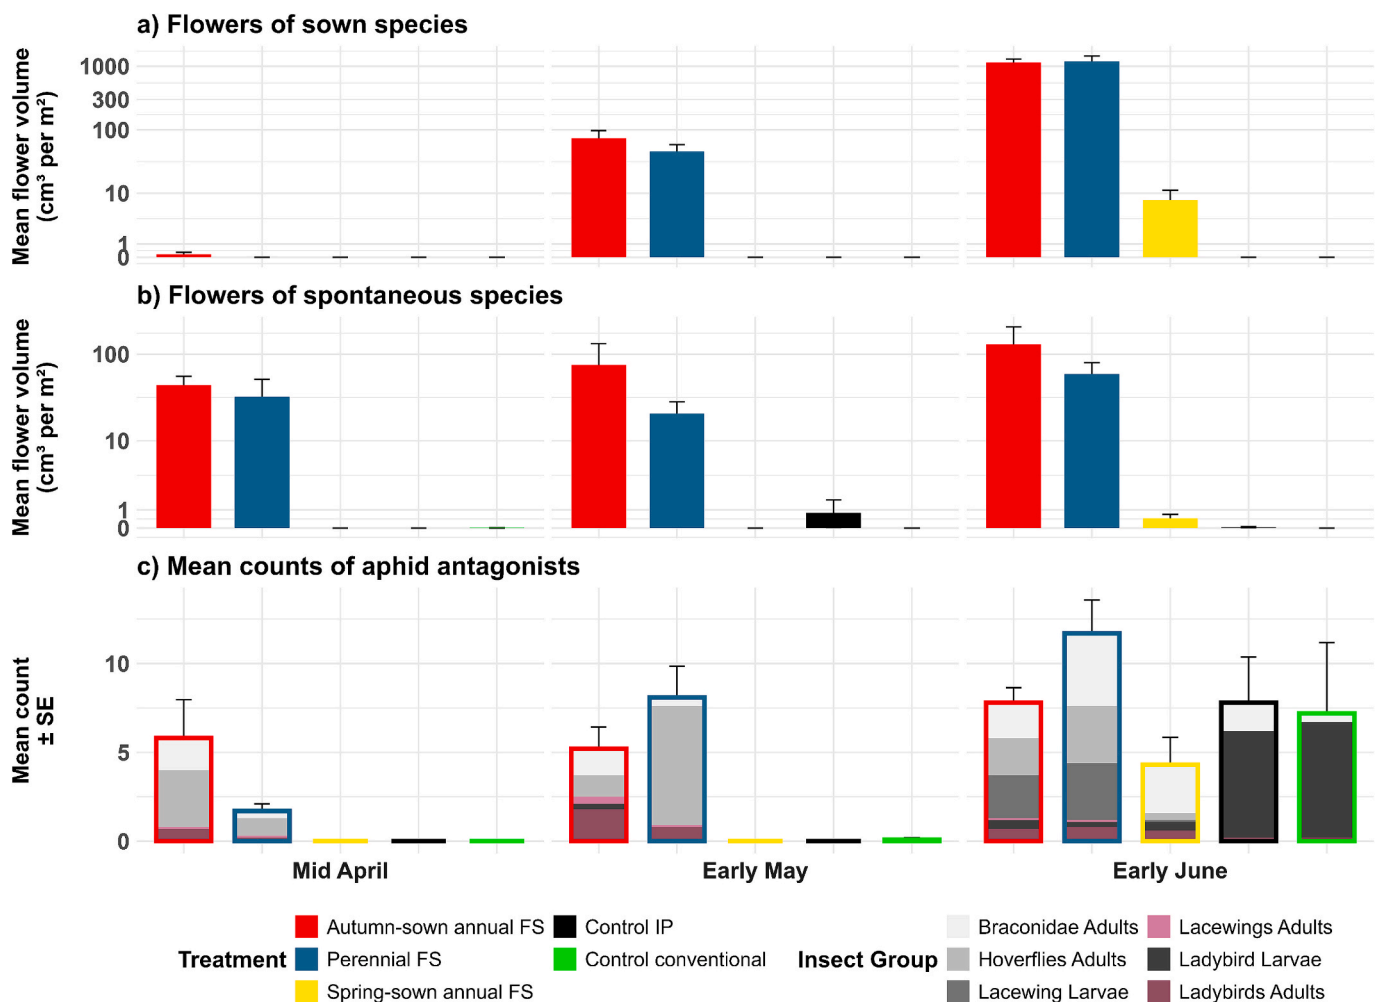 a) Flowers of sown species
Mean flower volume
(cm³ per m²)
1000
300
100
10
1
0
b) Flowers of spontaneous species
Mean flower volume
(cm³ per m²)
100
10
1
0
c) Mean counts of aphid antagonists
Mean count
± SE
10
5
0
Mid April
Early May
Early June
Treatment
Autumn-sown annual FS
Perennial FS
Spring-sown annual FS
Control IP
Control conventional
Insect Group
Braconidae Adults
Hoverflies Adults
Lacewing Larvae
Lacewings Adults
Ladybird Larvae
Ladybirds Adults